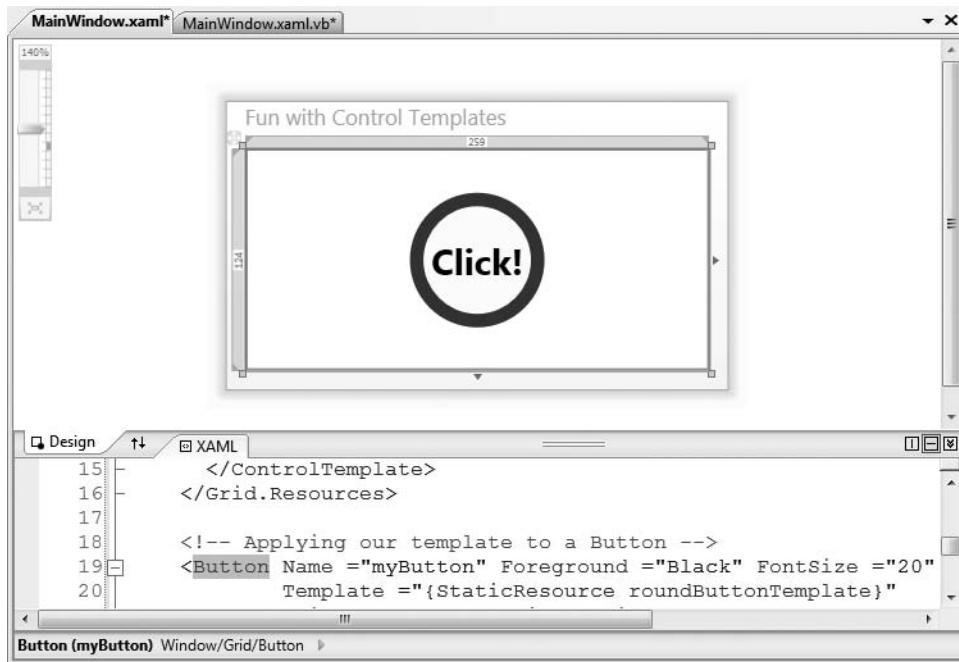 MainWindow.xaml* MainWindow.xaml.vb*
140%
Fun with Control Templates
259
124
Click!
Design XAML
15 </ControlTemplate>
16 </Grid.Resources>
17
18 <!-- Applying our template to a Button -->
19 <Button Name ="myButton" Foreground ="Black" FontSize ="20"
20 Template ="{StaticResource roundButtonTemplate}"
Button (myButton) Window/Grid/Button